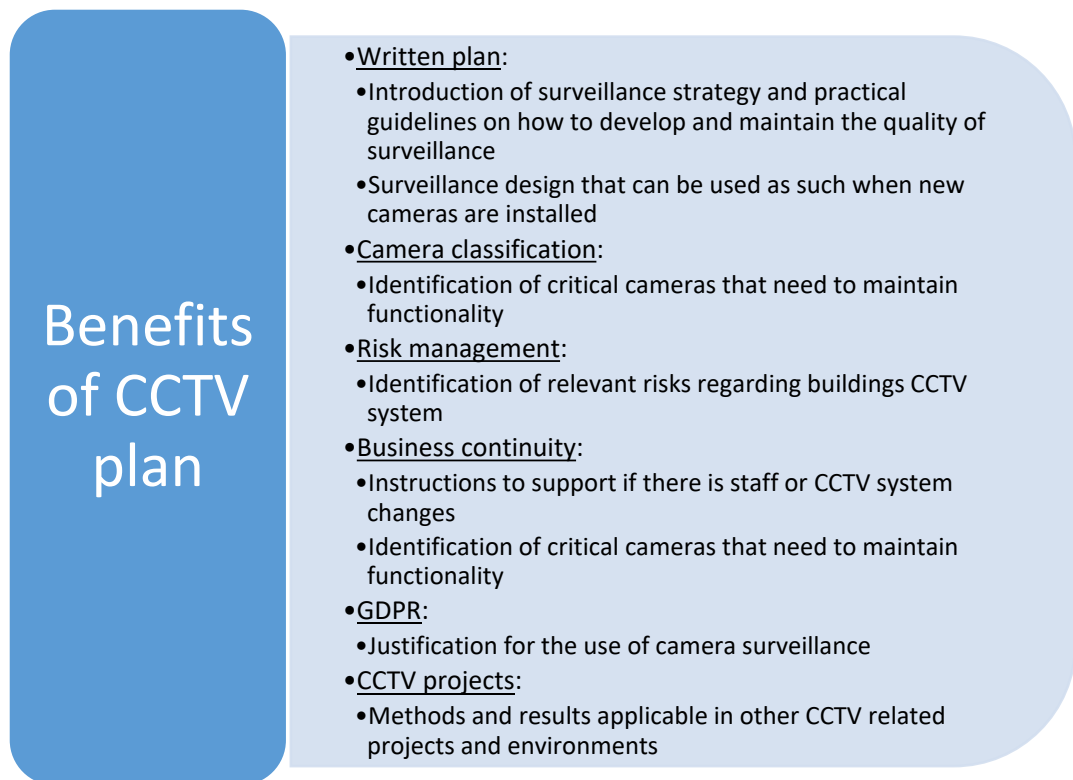 Benefits
of CCTV
plan
•Written plan:
•Introduction of surveillance strategy and practical
guidelines on how to develop and maintain the quality of
surveillance
•Surveillance design that can be used as such when new
cameras are installed
•Camera classification:
•Identification of critical cameras that need to maintain
functionality
•Risk management:
•Identification of relevant risks regarding buildings CCTV
system
•Business continuity:
•Instructions to support if there is staff or CCTV system
changes
•Identification of critical cameras that need to maintain
functionality
•GDPR:
•Justification for the use of camera surveillance
•CCTV projects:
•Methods and results applicable in other CCTV related
projects and environments